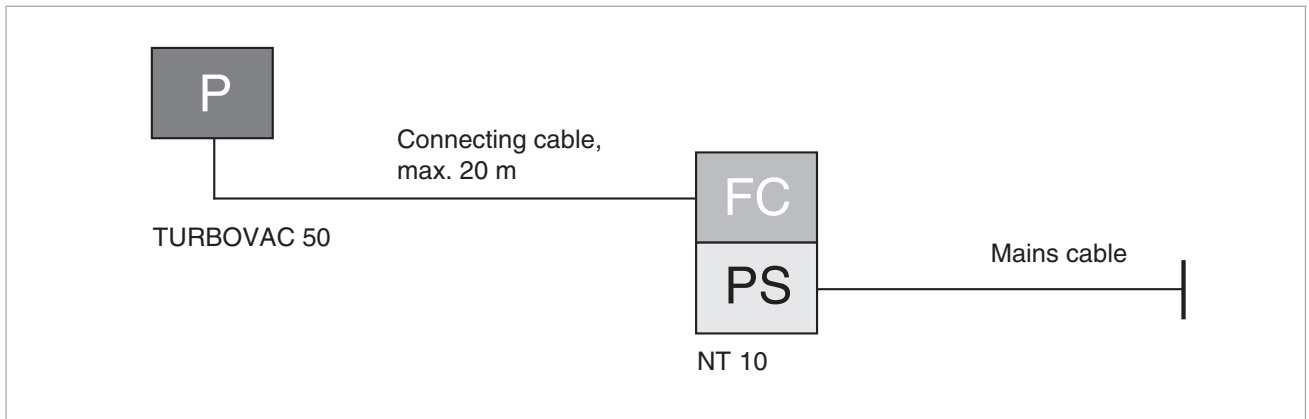 P
Connecting cable,
max. 20 m
FC
TURBOVAC 50
Mains cable
PS
NT 10